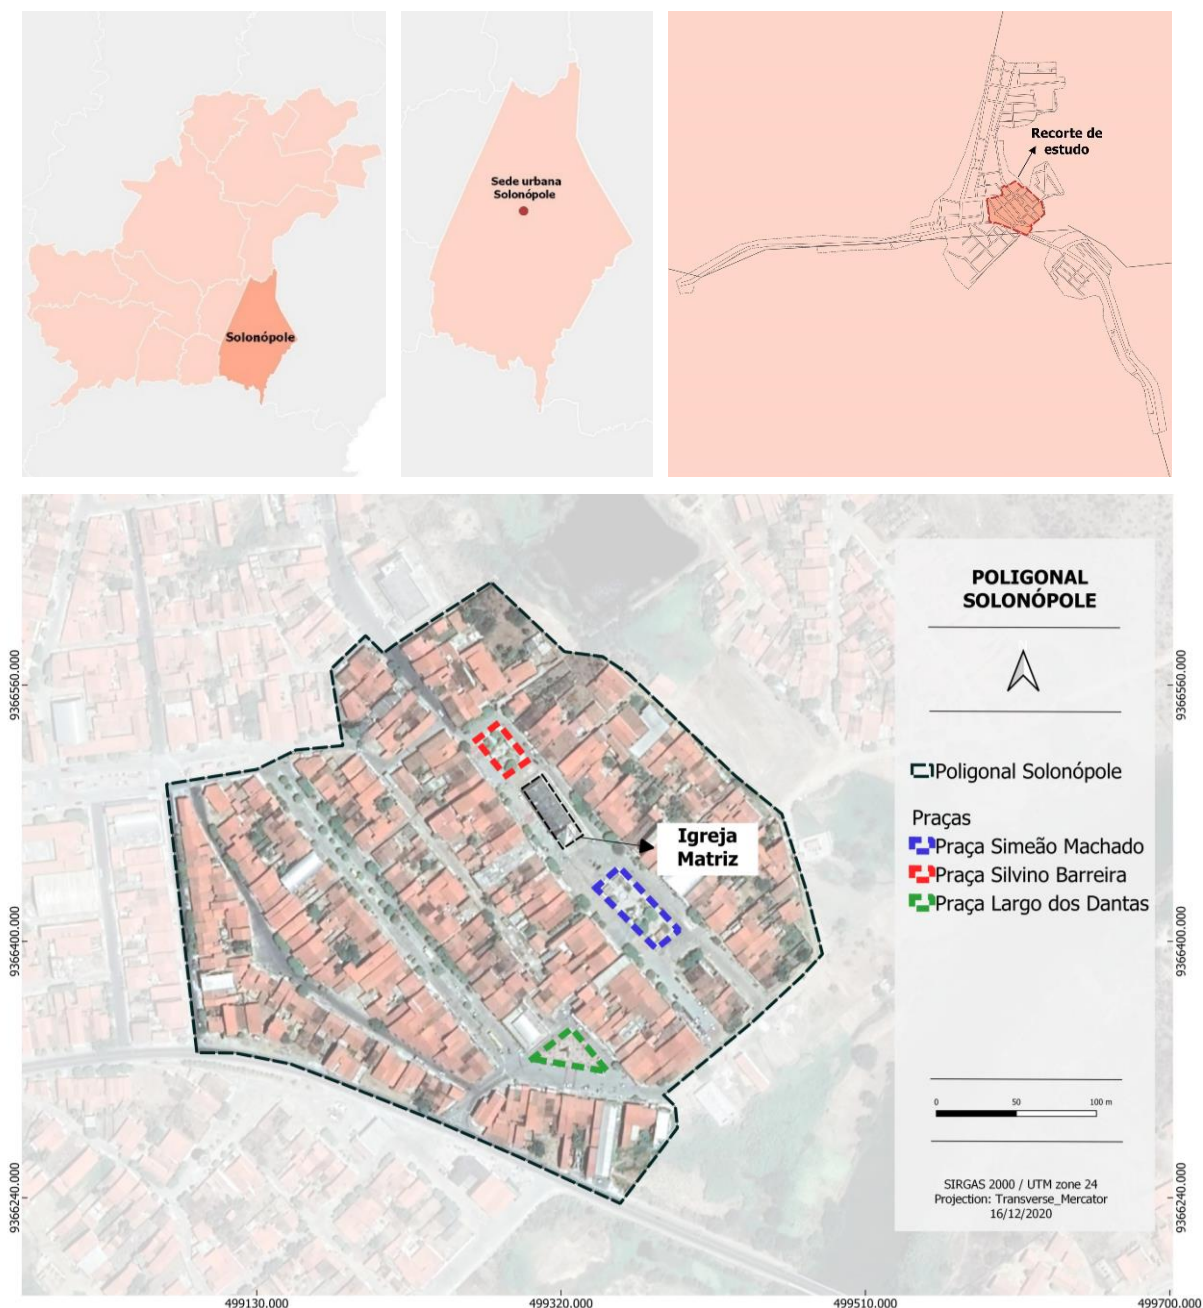 Solonópole
Sede urbana
Solonópole
Recorte de
estudo
POLIGONAL
SOLONÓPOLE
Poligonal Solonópole
Praças
Praça Simeão Machado
Praça Silvino Barreira
Praça Largo dos Dantas
Igreja
Matriz
0 50 100 m
SIRGAS 2000 / UTM zone 24
Projection: Transverse_Mercator
16/12/2020
9366560.000
9366400.000
9366240.000
9366560.000
9366400.000
9366240.000
499130.000 499320.000 499510.000 499700.000